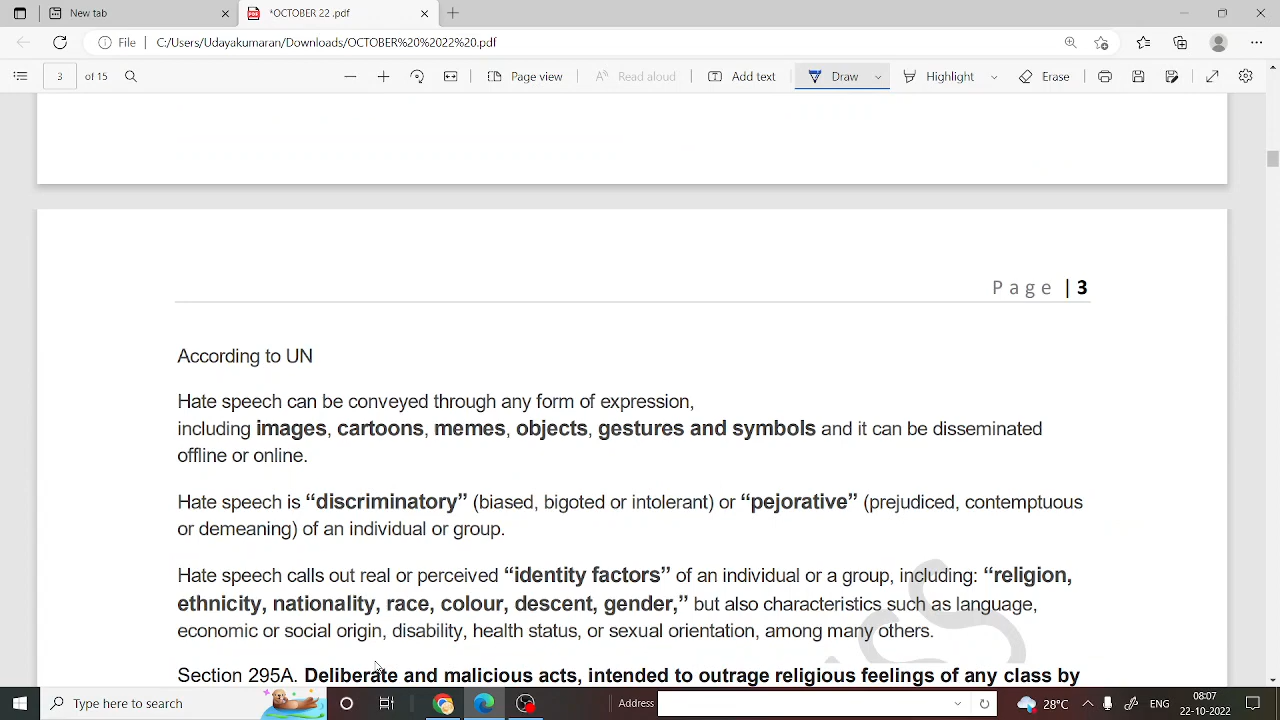 New tab
*OCTOBER 22 .pdf
File
C:/Users/Udayakumaran/Downloads/OCTOBER%20%2022%20.pdf
3 of 15
Page view
Read aloud
Add text
Draw
Highlight
Erase
Page | 3
According to UN
Hate speech can be conveyed through any form of expression,
including images, cartoons, memes, objects, gestures and symbols and it can be disseminated
offline or online.
Hate speech is “discriminatory” (biased, bigoted or intolerant) or “pejorative” (prejudiced, contemptuous
or demeaning) of an individual or group.
Hate speech calls out real or perceived “identity factors” of an individual or a group, including: “religion,
ethnicity, nationality, race, colour, descent, gender,” but also characteristics such as language,
economic or social origin, disability, health status, or sexual orientation, among many others.
Section 295A. Deliberate and malicious acts, intended to outrage religious feelings of any class by
Type here to search
Address
28°C
ENG
08:07
22-10-2022